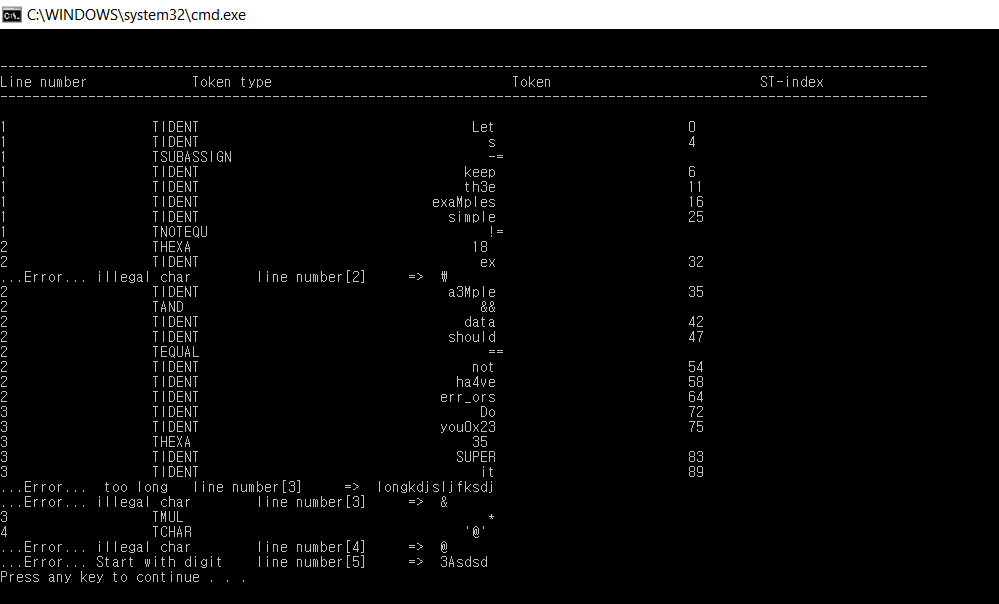 C:\WINDOWS\system32\cmd.exe
--------------------------------------------------------------------------------------------------------------------
Line number Token type Token ST-index
--------------------------------------------------------------------------------------------------------------------
1 TIDENT Let 0
1 TIDENT s 4
1 TSUBASSIGN -=
1 TIDENT keep 6
1 TIDENT th3e 11
1 TIDENT exaMples 16
1 TIDENT simple 25
1 TNOTEQU !=
2 THEXA 18
2 TIDENT ex 32
...Error... illegal char line number[2] => ₩
2 TIDENT a3Mple 35
2 TAND &&
2 TIDENT data 42
2 TIDENT should 47
2 TEQUAL ==
2 TIDENT not 54
2 TIDENT ha4ve 58
2 TIDENT err_ors 64
3 TIDENT Do 72
3 TIDENT you0x23 75
3 THEXA 35
3 TIDENT SUPER 83
3 TIDENT it 89
...Error... too long line number[3] => longkdjsljfksdj
...Error... illegal char line number[3] => &
3 TMUL *
4 TCHAR '@'
...Error... illegal char line number[4] => @
...Error... Start with digit line number[5] => 3Asdsd
Press any key to continue . . .